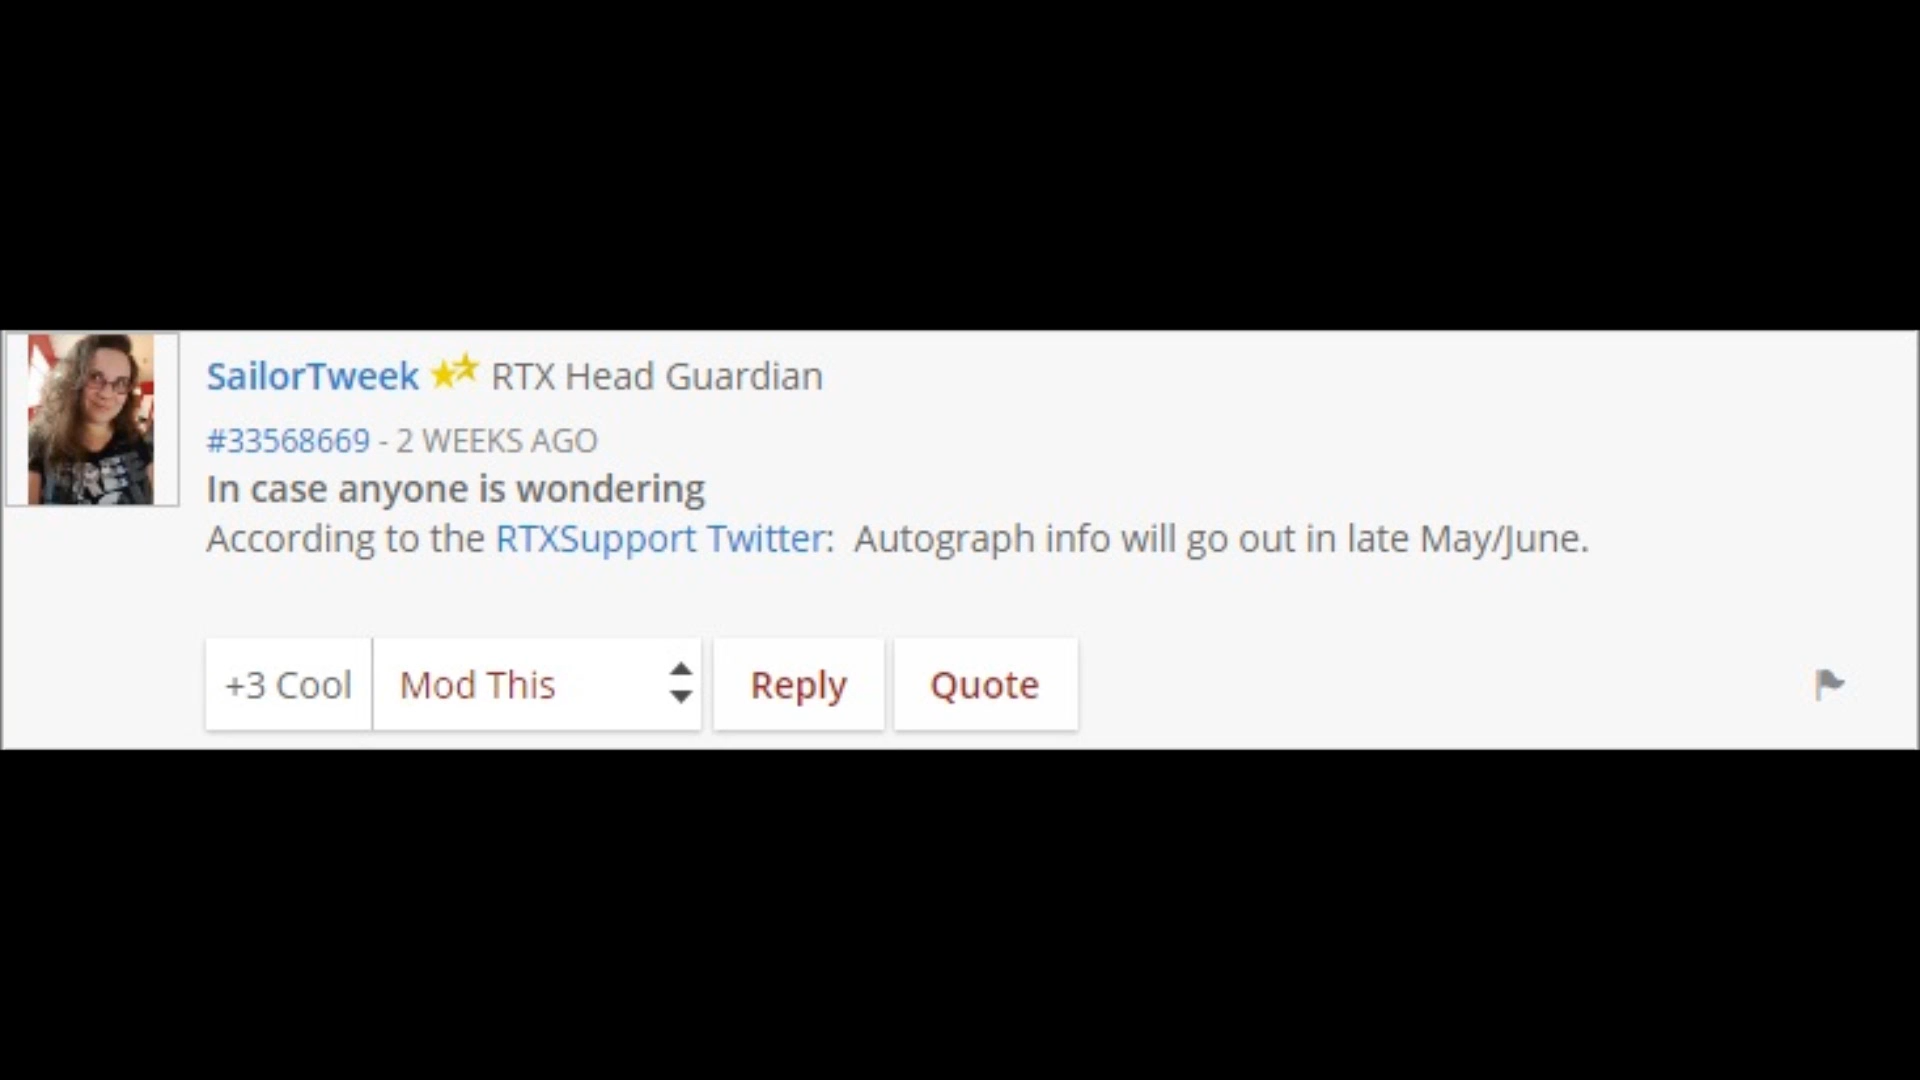 SailorTweek RTX Head Guardian
#33568669 - 2 WEEKS AGO
In case anyone is wondering
According to the RTXSupport Twitter:  Autograph info will go out in late May/June.
+3 Cool Mod This Reply Quote